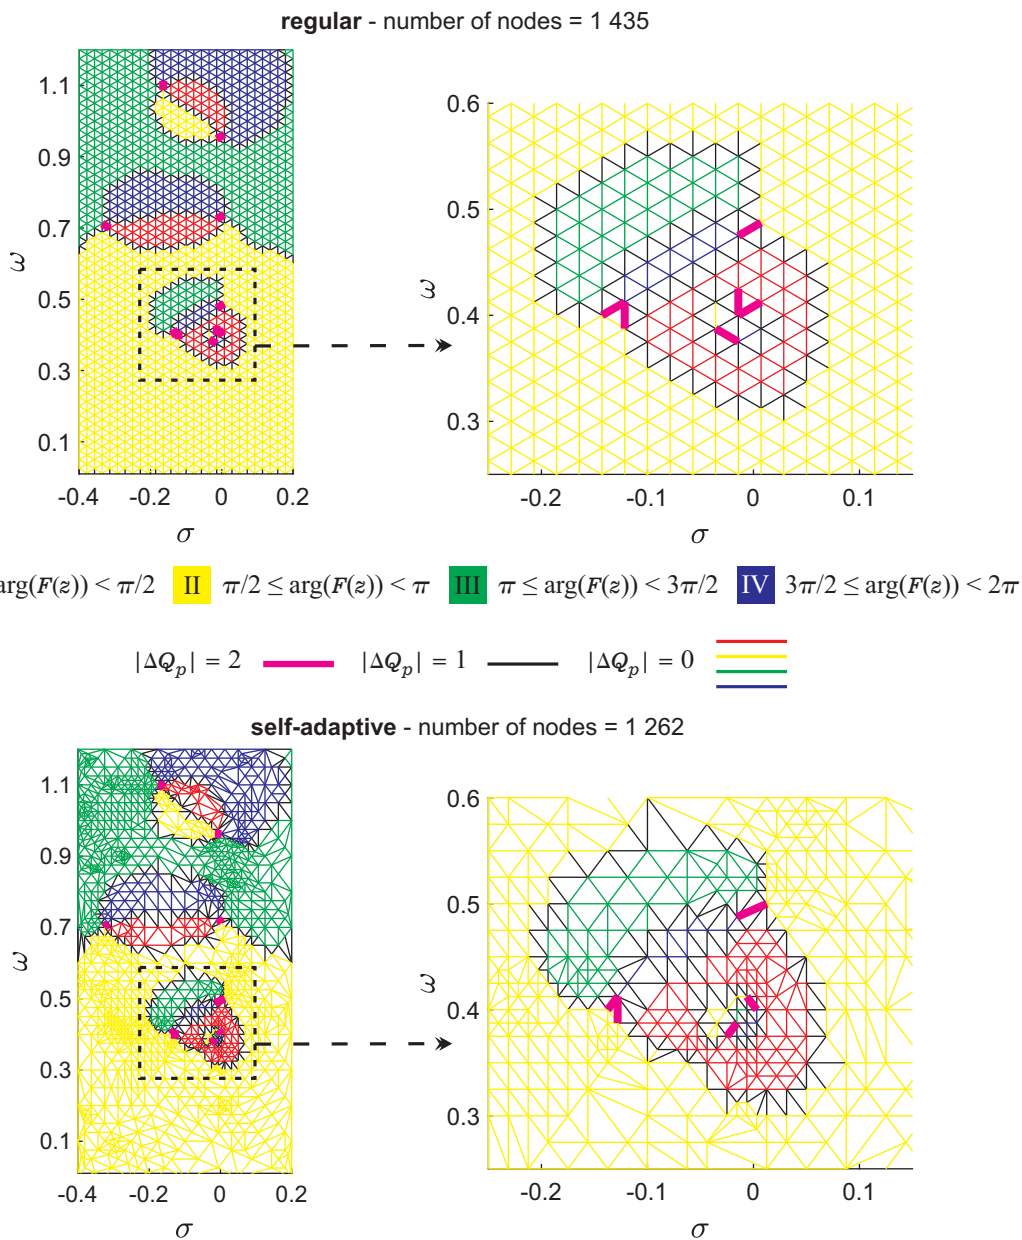 regular - number of nodes = 1 435
1.1
0.9
0.7
0.5
0.3
0.1
ω
-0.4 -0.2 0 0.2
σ
0.6
0.5
0.4
0.3
ω
-0.2 -0.1 0 0.1
σ
arg(F(z)) < π/2 II π/2 ≤ arg(F(z)) < π III π ≤ arg(F(z)) < 3π/2 IV 3π/2 ≤ arg(F(z)) < 2π
|ΔQₚ| = 2 |ΔQₚ| = 1 |ΔQₚ| = 0
self-adaptive - number of nodes = 1 262
1.1
0.9
0.7
0.5
0.3
0.1
ω
-0.4 -0.2 0 0.2
σ
0.6
0.5
0.4
0.3
ω
-0.2 -0.1 0 0.1
σ